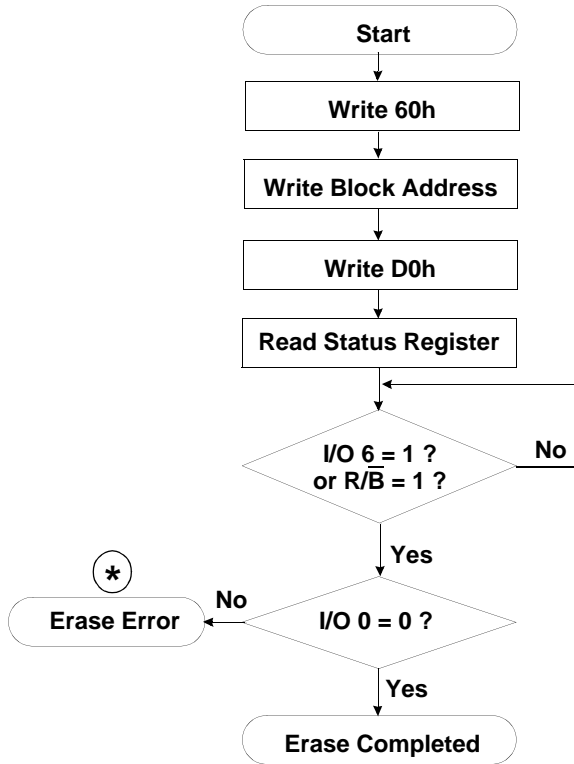 Start
Write 60h
Write Block Address
Write D0h
Read Status Register
I/O 6 = 1 ?
or R/B̅ = 1 ?
No
Yes
*
No
Erase Error
I/O 0 = 0 ?
Yes
Erase Completed